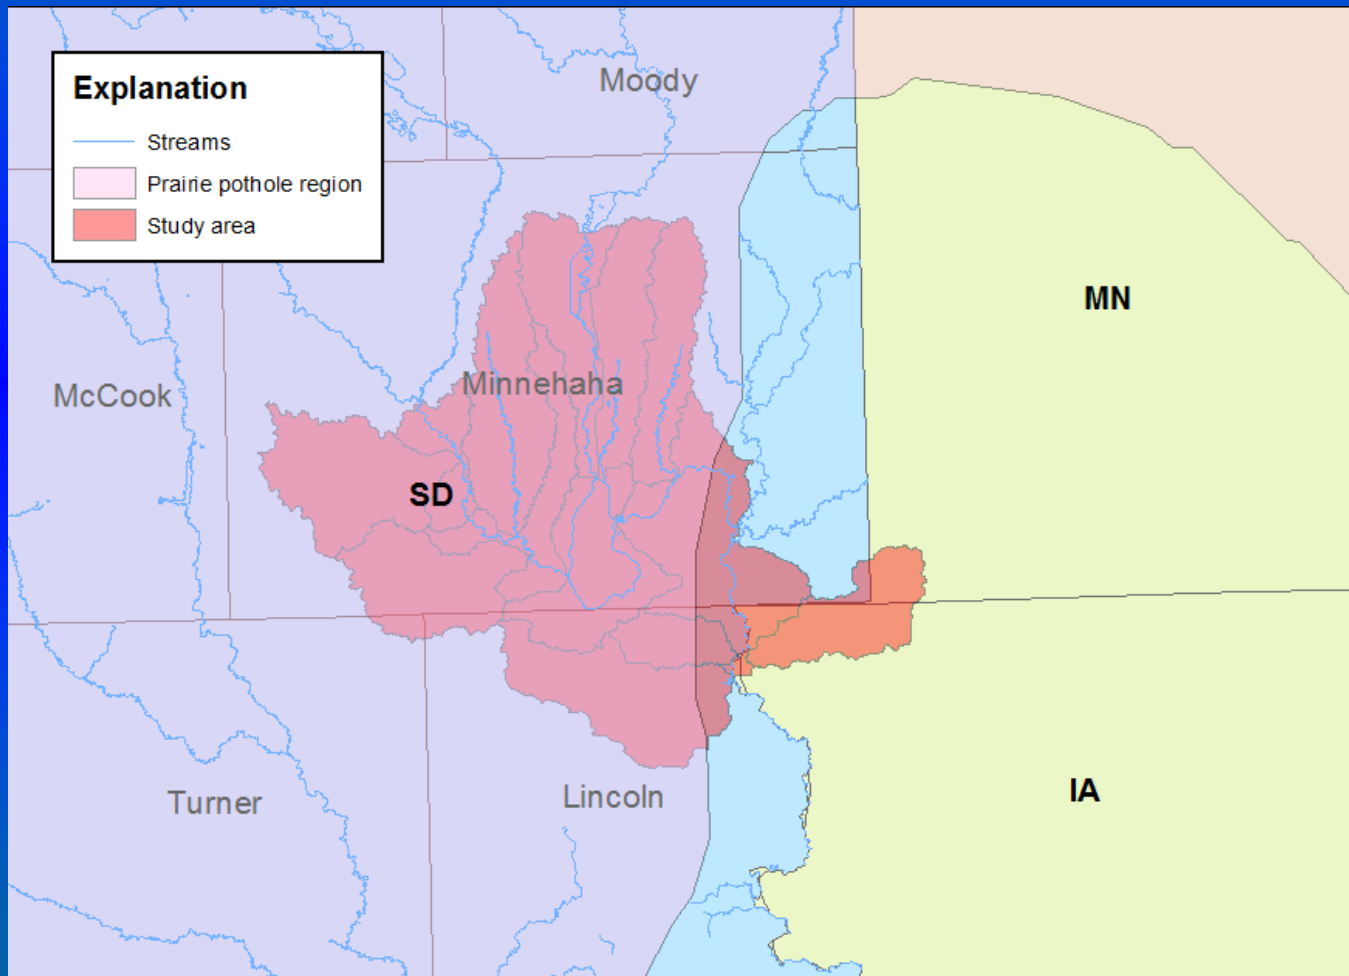 Explanation
Streams
Prairie pothole region
Study area
Moody
MN
McCook
Minnehaha
SD
Turner
Lincoln
IA